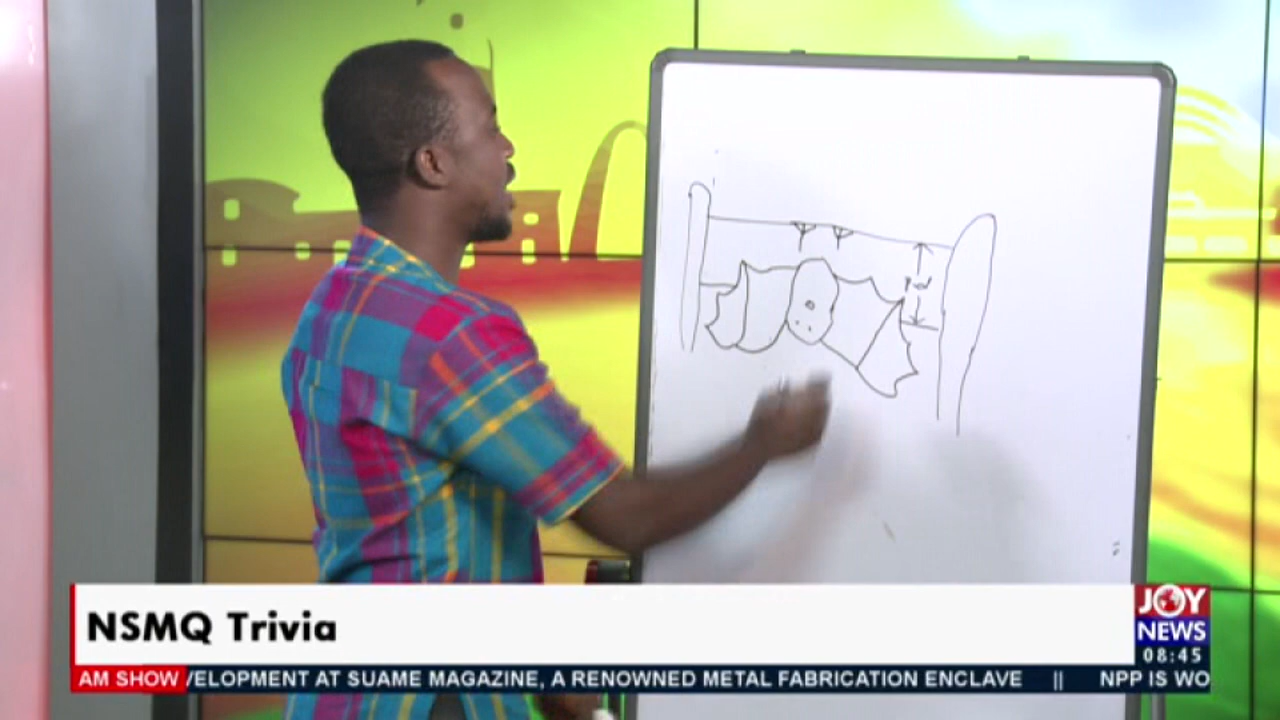 NSMQ Trivia
JOY
NEWS
08:45
AM SHOW
VELOPMENT AT SUAME MAGAZINE, A RENOWNED METAL FABRICATION ENCLAVE || NPP IS WO